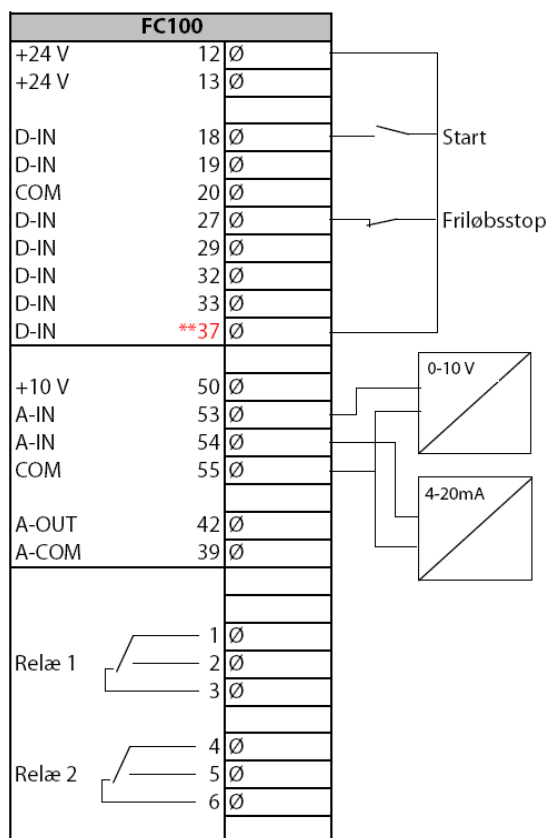 FC100
+24 V 12 Ø
+24 V 13 Ø
D-IN 18 Ø Start
D-IN 19 Ø
COM 20 Ø
D-IN 27 Ø Friløbsstop
D-IN 29 Ø
D-IN 32 Ø
D-IN 33 Ø
D-IN **37 Ø
0-10 V
+10 V 50 Ø
A-IN 53 Ø
A-IN 54 Ø
COM 55 Ø
4-20mA
A-OUT 42 Ø
A-COM 39 Ø
1 Ø
Relæ 1 2 Ø
3 Ø
4 Ø
Relæ 2 5 Ø
6 Ø